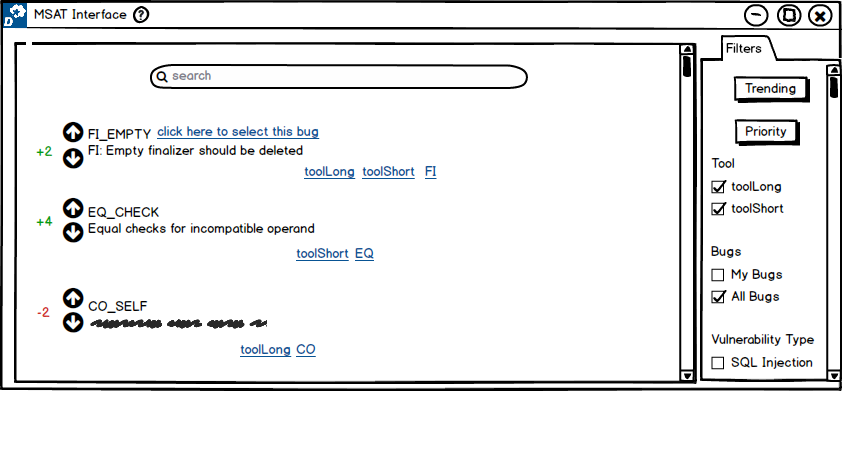 MSAT Interface ?
search
+2
FI_EMPTY click here to select this bug
FI: Empty finalizer should be deleted
toolLong toolShort FI
+4
EQ_CHECK
Equal checks for incompatible operand
toolShort EQ
-2
CO_SELF
toolLong CO
Filters
Trending
Priority
Tool
toolLong
toolShort
Bugs
My Bugs
All Bugs
Vulnerability Type
SQL Injection